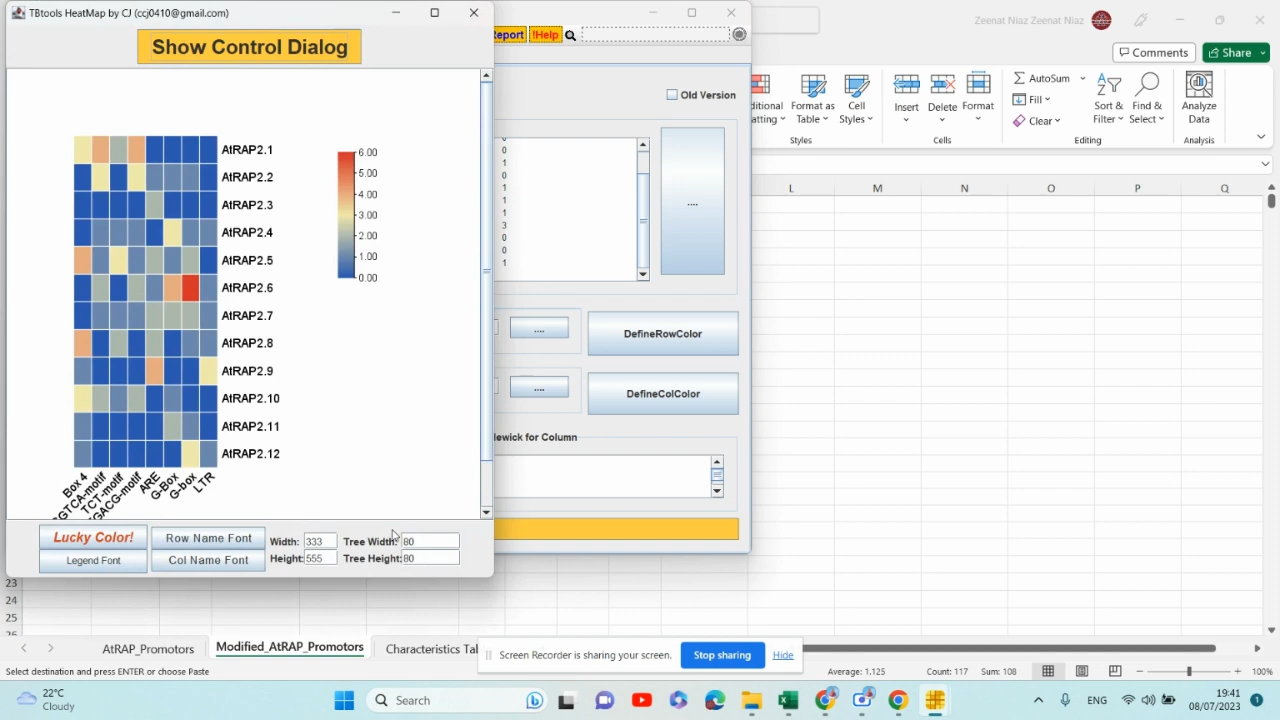 TBtools HeatMap by CJ (ccj0410@gmail.com)
Show Control Dialog
AtRAP2.1
AtRAP2.2
AtRAP2.3
AtRAP2.4
AtRAP2.5
AtRAP2.6
AtRAP2.7
AtRAP2.8
AtRAP2.9
AtRAP2.10
AtRAP2.11
AtRAP2.12
6.00
5.00
4.00
3.00
2.00
1.00
0.00
Box 4
GTCA-motif
TCT-motif
GACG-motif
ARE
G-Box
G-box
LTR
Lucky Color!
Row Name Font
Legend Font
Col Name Font
Width: 333
Tree Width: 80
Height: 555
Tree Height: 80
!Help
Old Version
0
1
0
1
1
1
3
0
0
1
....
....
DefineRowColor
....
DefineColColor
for Column
Zeenat Niaz Zeenat Niaz
Comments
Share
Format as
Table
Cell
Styles
Insert
Delete
Format
AutoSum
Fill
Clear
Sort &
Filter
Find &
Select
Analyze
Data
Styles
Cells
Editing
Analysis
L M N O P Q
23
24
25
AtRAP_Promotors
Modified_AtRAP_Promotors
Characteristics
Screen Recorder is sharing your screen.
Stop sharing
Hide
Select destination and press ENTER or choose Paste
Average: 1,125
Count: 117
Sum: 108
100%
22°C
Cloudy
Search
ENG
19:41
08/07/2023
1